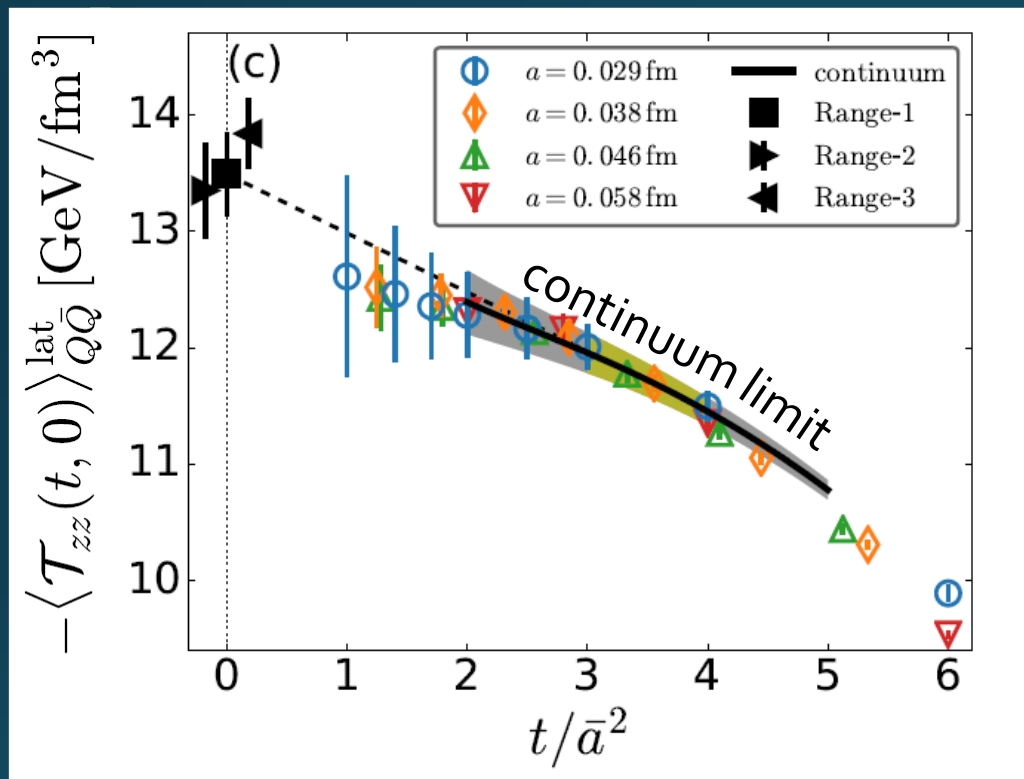 (c)
−⟨𝒯zz(t, 0)⟩latQQ̄ [GeV/fm3]
14
13
12
11
10
a = 0.029 fm
a = 0.038 fm
a = 0.046 fm
a = 0.058 fm
continuum
Range-1
Range-2
Range-3
continuum limit
0 1 2 3 4 5 6
t/ā2